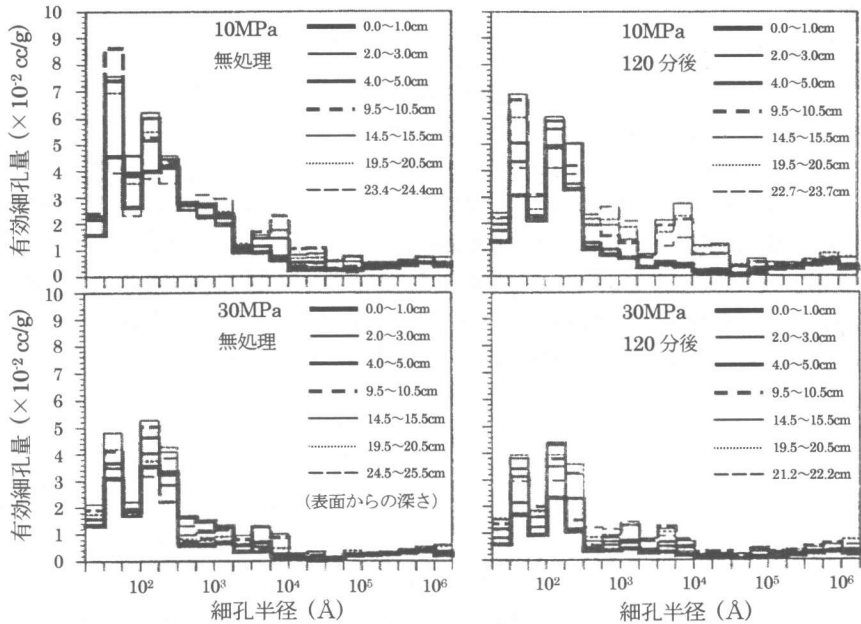 10MPa
無処理
0.0〜1.0cm
2.0〜3.0cm
4.0〜5.0cm
9.5〜10.5cm
14.5〜15.5cm
19.5〜20.5cm
23.4〜24.4cm
有効細孔量 (×10⁻² cc/g)
10
9
8
7
6
5
4
3
2
1
0
10MPa
120 分後
0.0〜1.0cm
2.0〜3.0cm
4.0〜5.0cm
9.5〜10.5cm
14.5〜15.5cm
19.5〜20.5cm
22.7〜23.7cm
30MPa
無処理
0.0〜1.0cm
2.0〜3.0cm
4.0〜5.0cm
9.5〜10.5cm
14.5〜15.5cm
19.5〜20.5cm
24.5〜25.5cm
(表面からの深さ)
有効細孔量 (×10⁻² cc/g)
10
9
8
7
6
5
4
3
2
1
0
10² 10³ 10⁴ 10⁵ 10⁶
細孔半径 (Å)
30MPa
120 分後
0.0〜1.0cm
2.0〜3.0cm
4.0〜5.0cm
9.5〜10.5cm
14.5〜15.5cm
19.5〜20.5cm
21.2〜22.2cm
10² 10³ 10⁴ 10⁵ 10⁶
細孔半径 (Å)